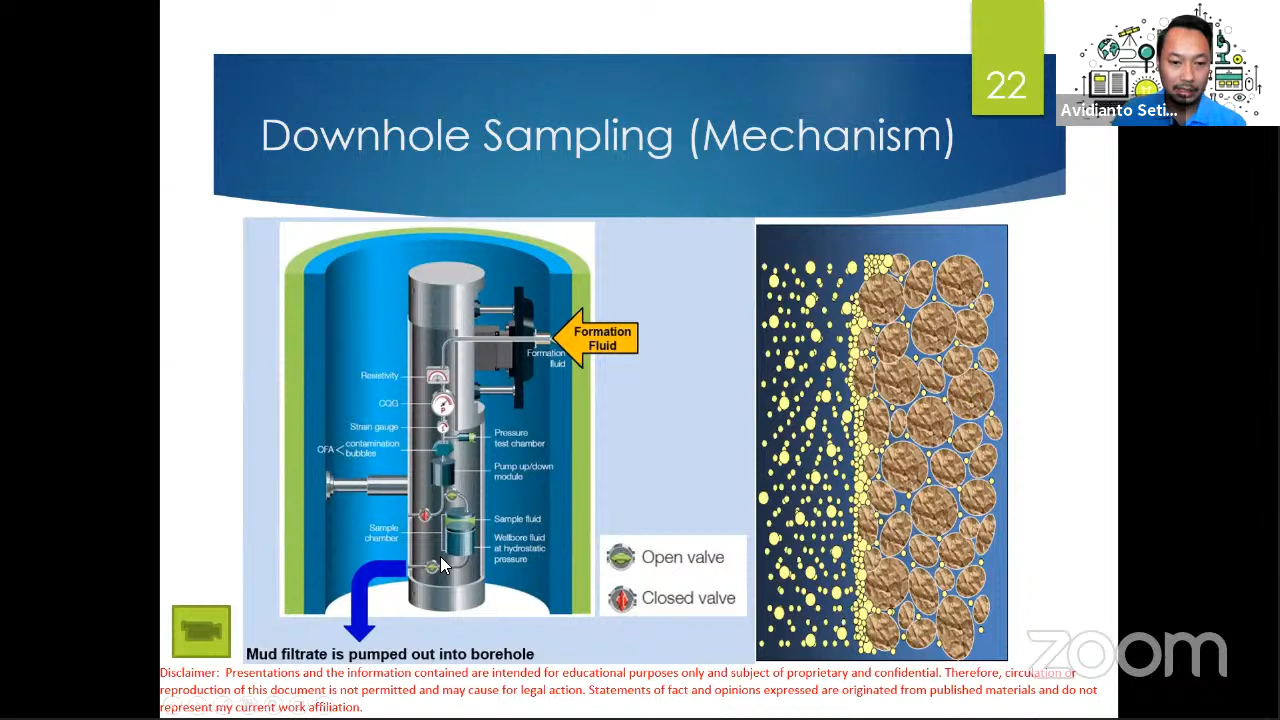 22
Avidianto Seti...
Downhole Sampling (Mechanism)
Formation
Fluid
Formation
fluid
Resistivity
CQG
Strain gauge
OFA < contamination
bubbles
Pressure
test chamber
Pump up/down
module
Sample
chamber
Sample fluid
Wellbore fluid
at hydrostatic
pressure
Open valve
Closed valve
Mud filtrate is pumped out into borehole
zoom
Disclaimer: Presentations and the information contained are intended for educational purposes only and subject of proprietary and confidential. Therefore, circulation or
reproduction of this document is not permitted and may cause for legal action. Statements of fact and opinions expressed are originated from published materials and do not
represent my current work affiliation.